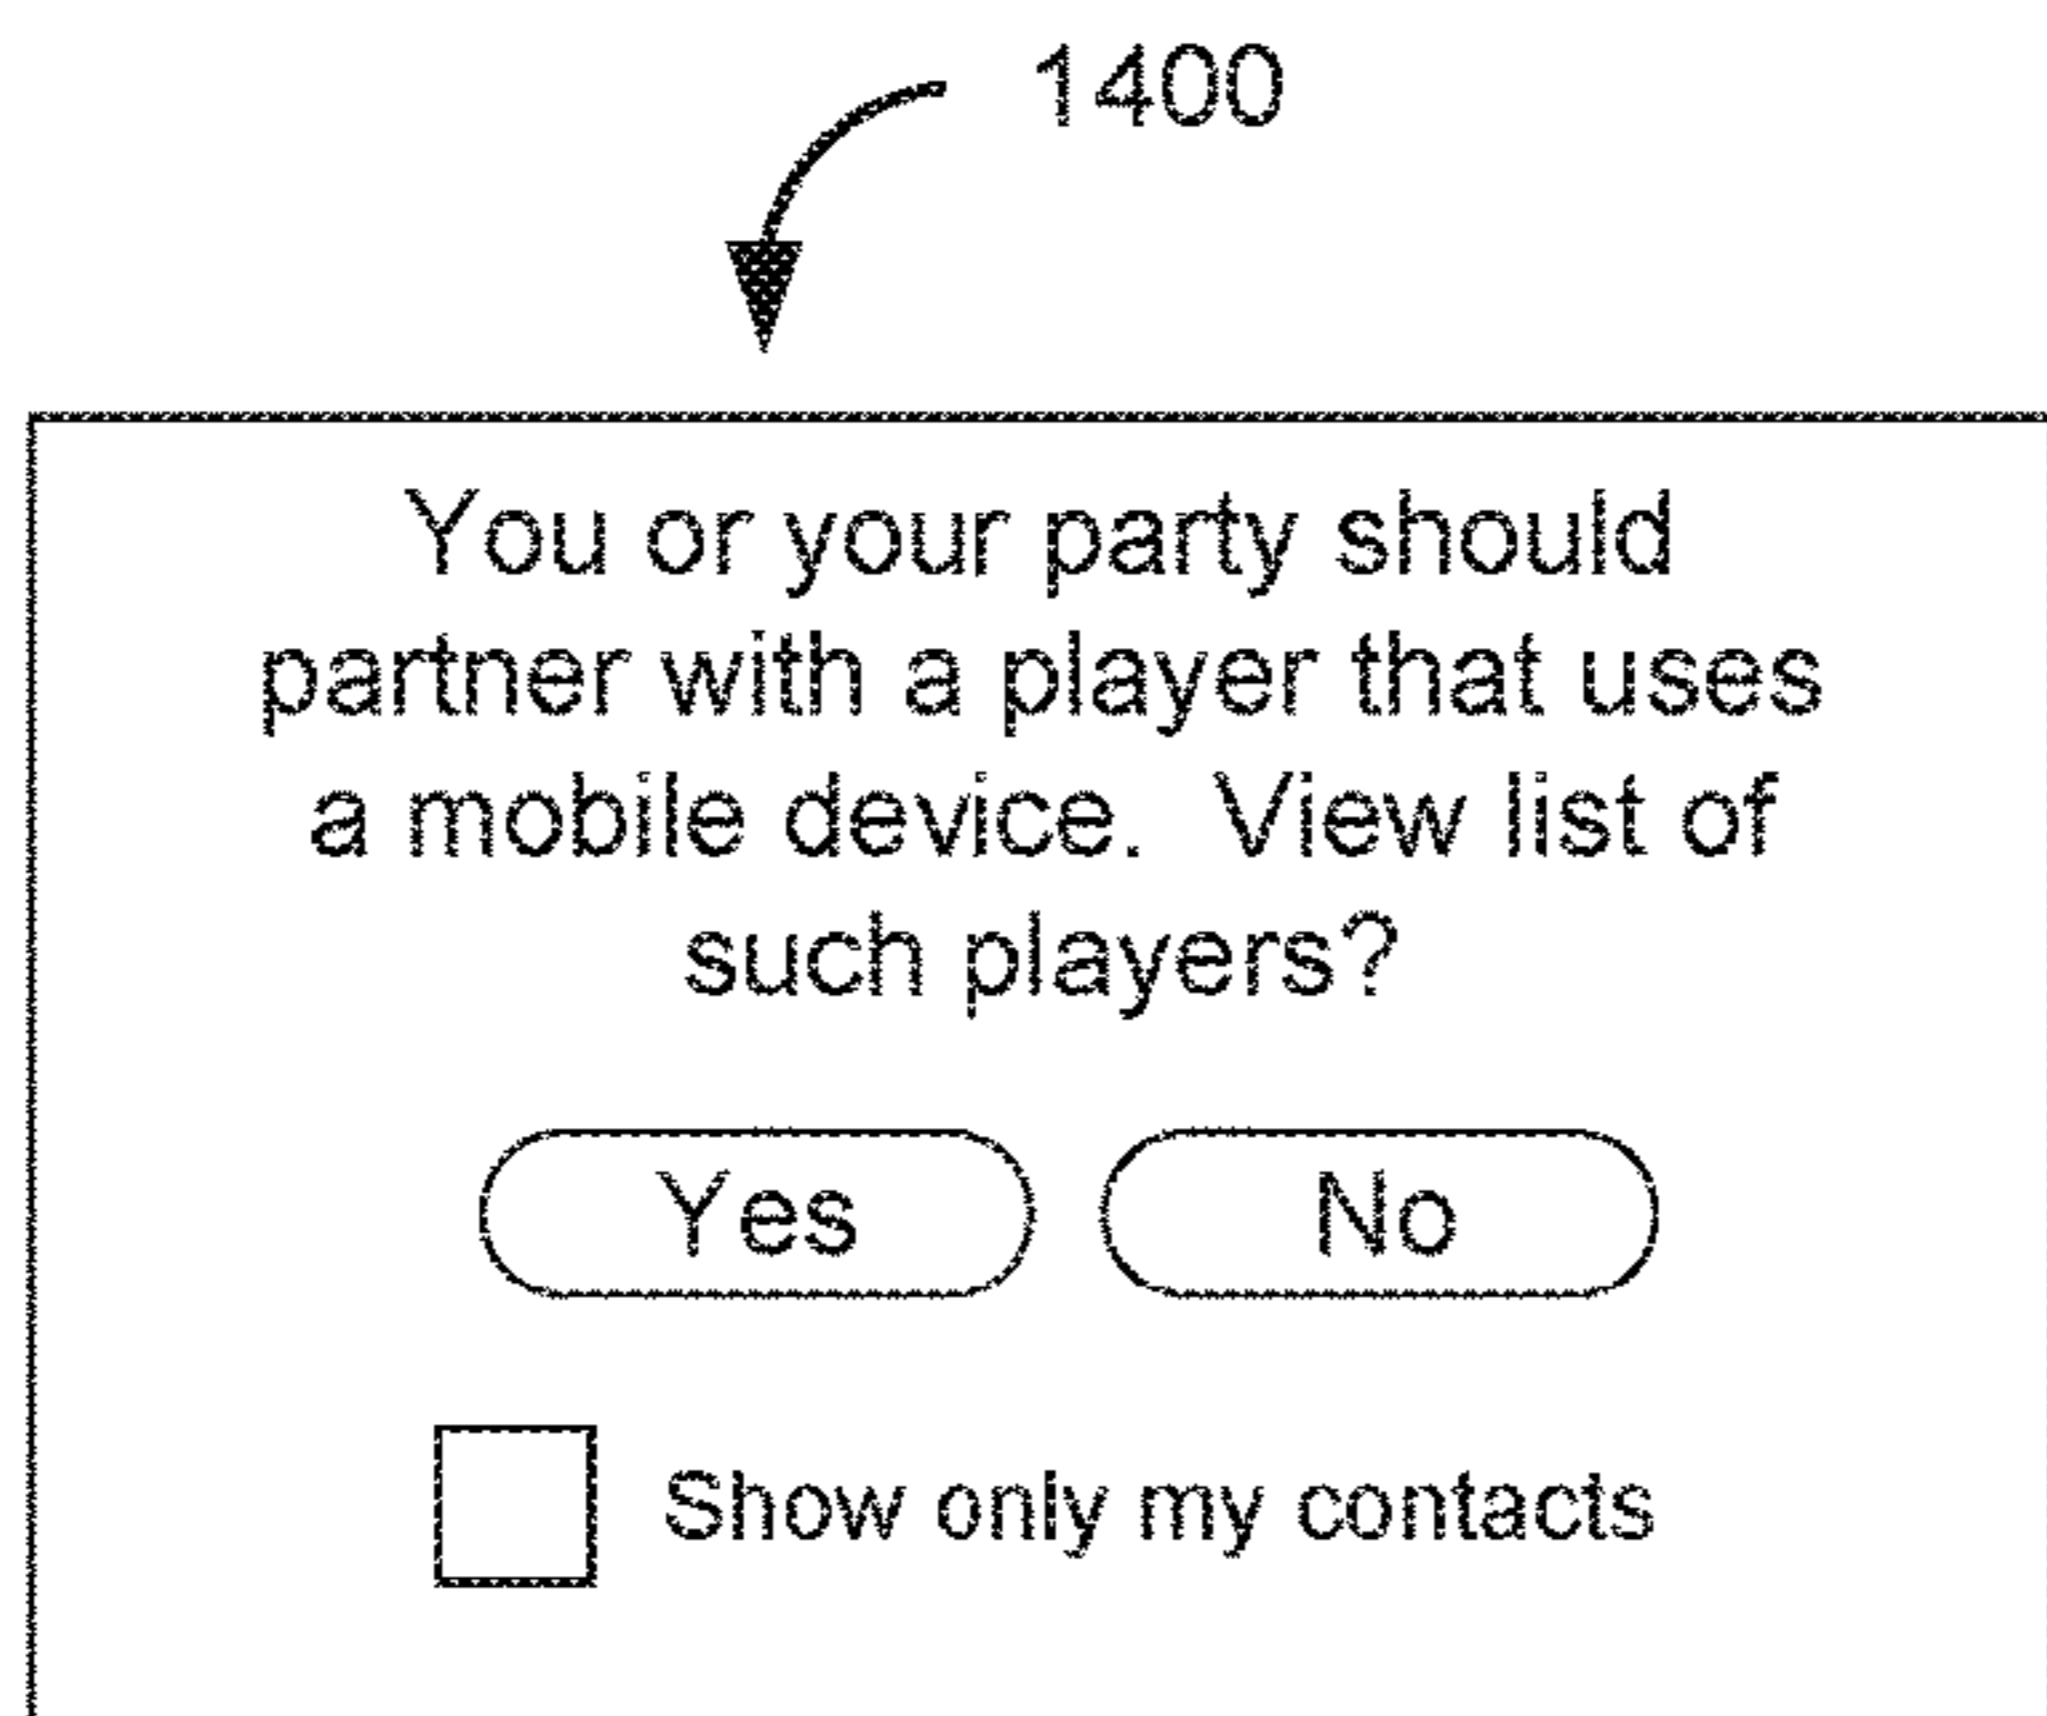 1400
You or your party should
partner with a player that uses
a mobile device.  View list of
such players?
Yes No
Show only my contacts